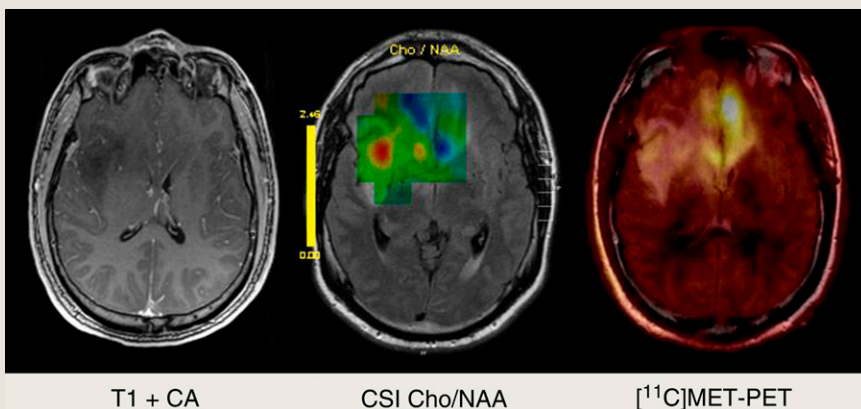 Cho / NAA
2.46
0.00
T1 + CA
CSI Cho/NAA
[¹¹C]MET-PET